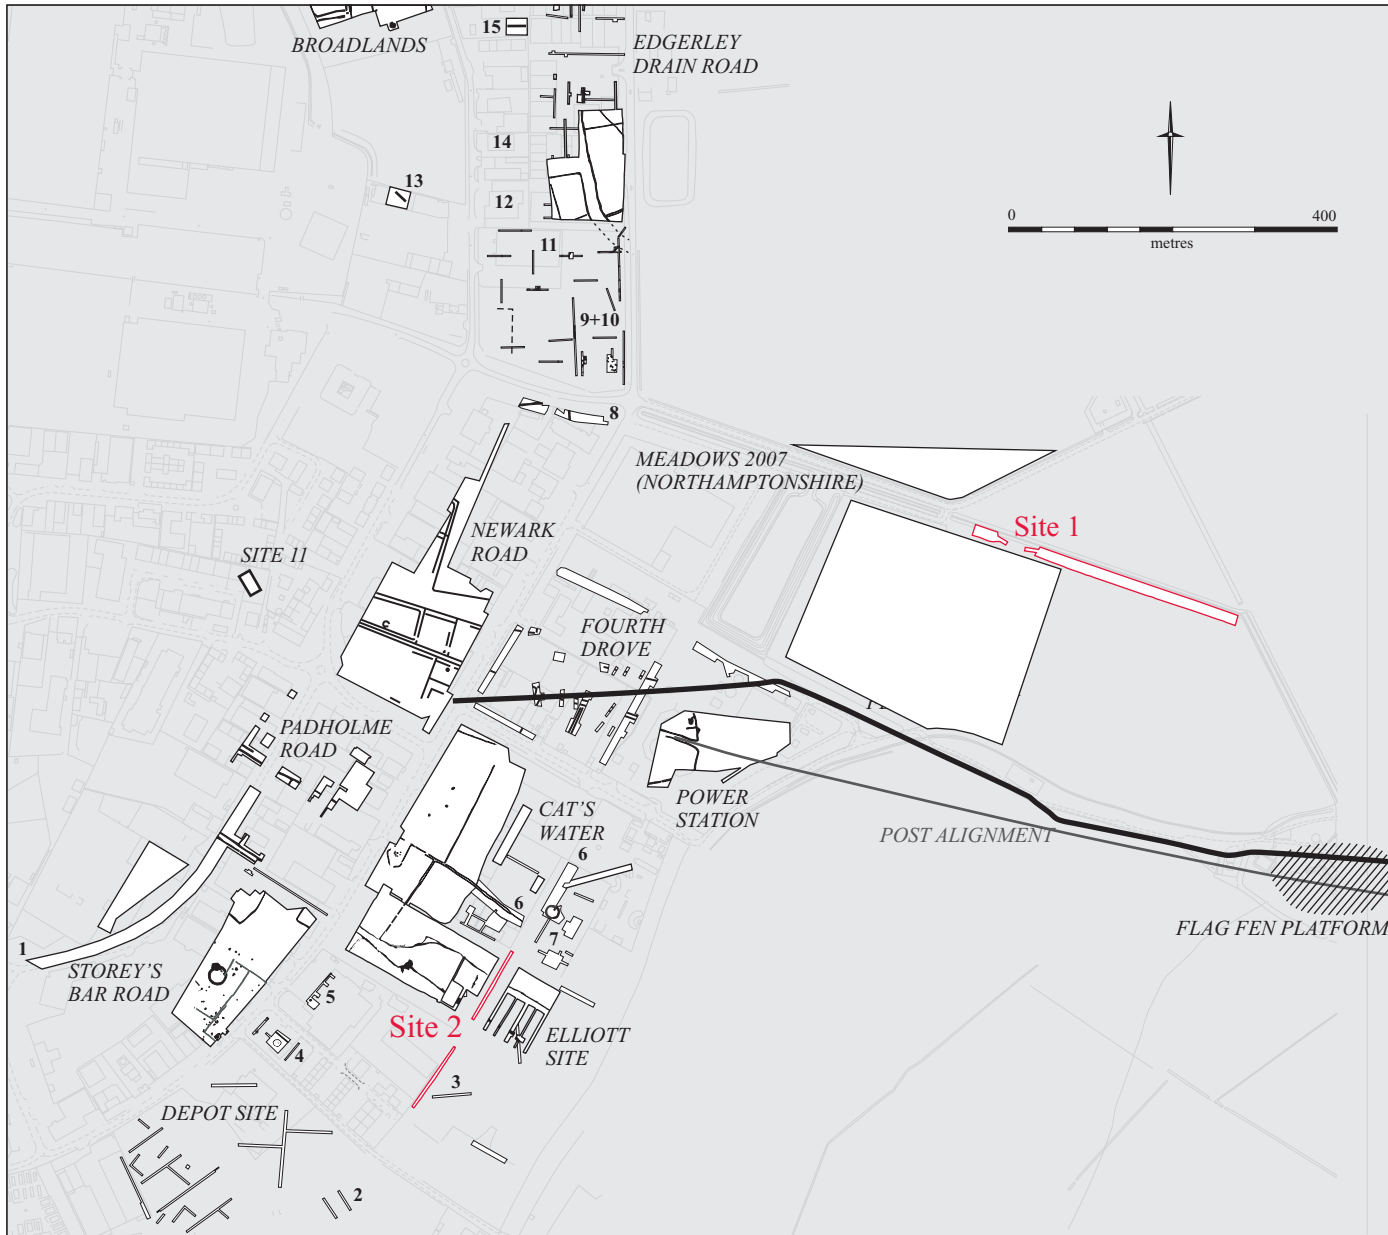 BROADLANDS
15
EDGERLEY
DRAIN ROAD
14
13
12
11
9+10
8
0
400
metres
MEADOWS 2007
(NORTHAMPTONSHIRE)
Site 1
NEWARK
ROAD
SITE 11
FOURTH
DROVE
PADHOLME
ROAD
POWER
STATION
CAT'S
WATER
POST ALIGNMENT
6
6
7
FLAG FEN PLATFORM
1
STOREY'S
BAR ROAD
5
Site 2
4
ELLIOTT
SITE
3
DEPOT SITE
2